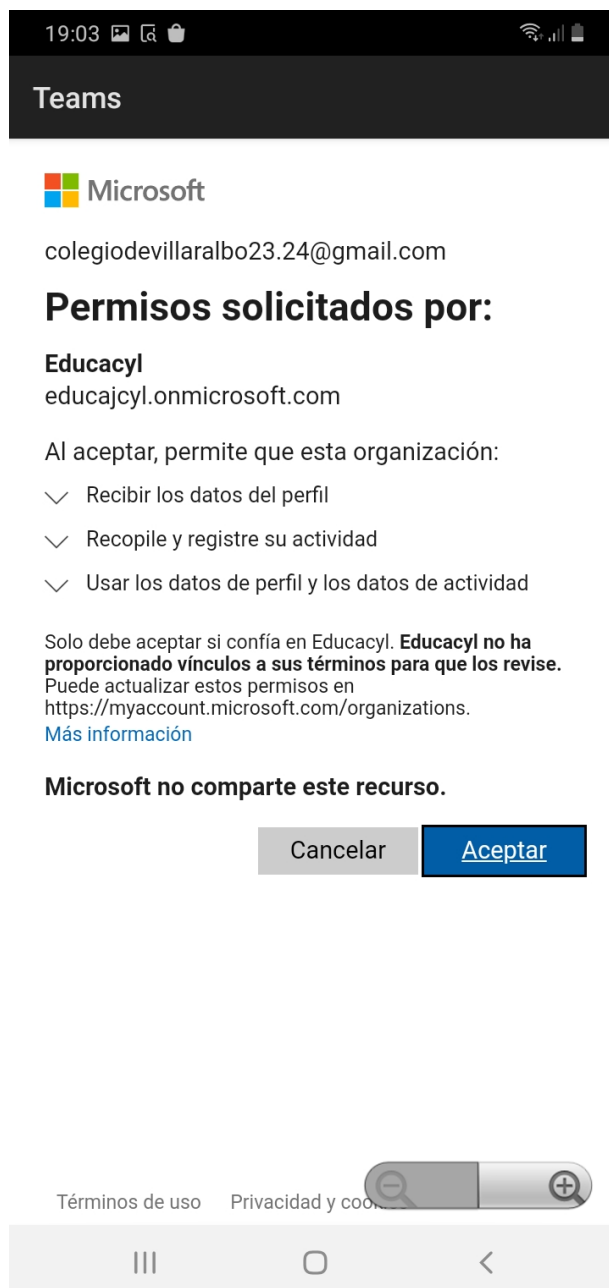 19:03
Teams
Microsoft
colegiodevillaralbo23.24@gmail.com
Permisos solicitados por:
Educacyl
educajcyl.onmicrosoft.com
Al aceptar, permite que esta organización:
Recibir los datos del perfil
Recopile y registre su actividad
Usar los datos de perfil y los datos de actividad
Solo debe aceptar si confía en Educacyl. Educacyl no ha
proporcionado vínculos a sus términos para que los revise.
Puede actualizar estos permisos en
https://myaccount.microsoft.com/organizations.
Más información
Microsoft no comparte este recurso.
Cancelar Aceptar
Términos de uso Privacidad y